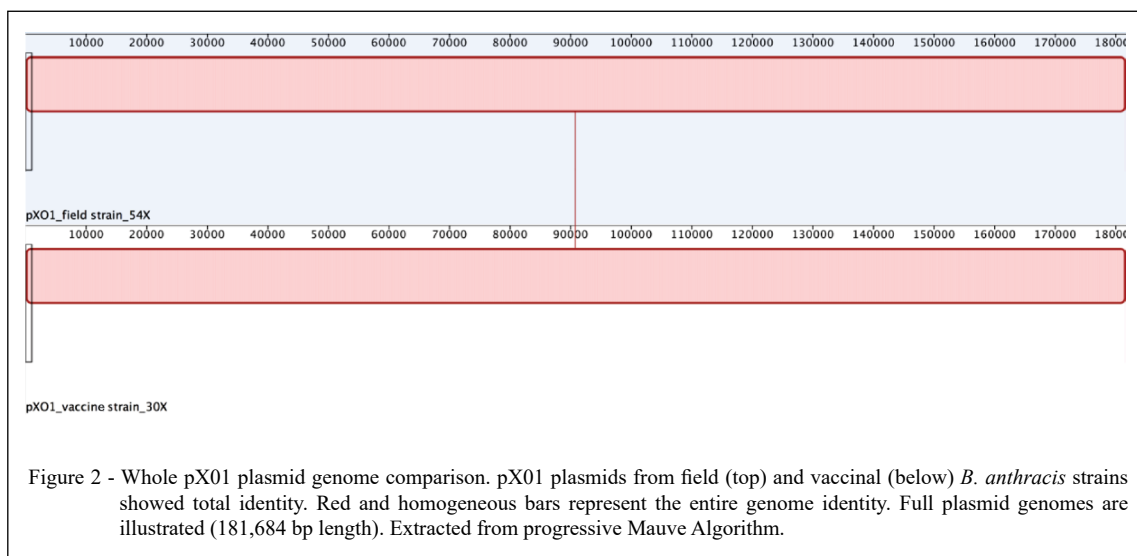 10000 20000 30000 40000 50000 60000 70000 80000 90000 100000 110000 120000 130000 140000 150000 160000 170000
pXO1_field strain_54X
10000 20000 30000 40000 50000 60000 70000 80000 90000 100000 110000 120000 130000 140000 150000 160000 170000
pXO1_vaccine strain_30X
Figure 2 - Whole pX01 plasmid genome comparison. pX01 plasmids from field (top) and vaccinal (below) B. anthracis strains
showed total identity. Red and homogeneous bars represent the entire genome identity. Full plasmid genomes are
illustrated (181,684 bp length). Extracted from progressive Mauve Algorithm.